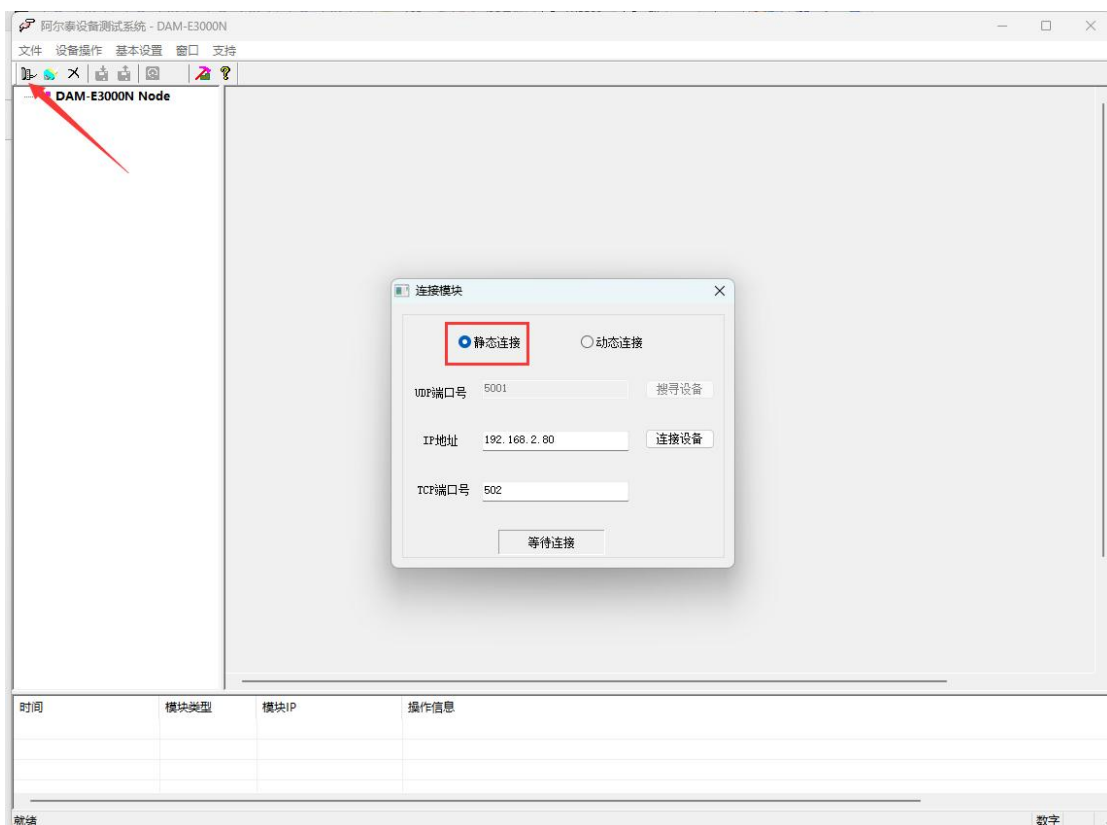 阿尔泰设备测试系统 - DAM-E3000N
文件 设备操作 基本设置 窗口 支持
DAM-E3000N Node
连接模块
静态连接 动态连接
UDP端口号 5001 搜寻设备
IP地址 192.168.2.80 连接设备
TCP端口号 502
等待连接
时间 模块类型 模块IP 操作信息
就绪 数字